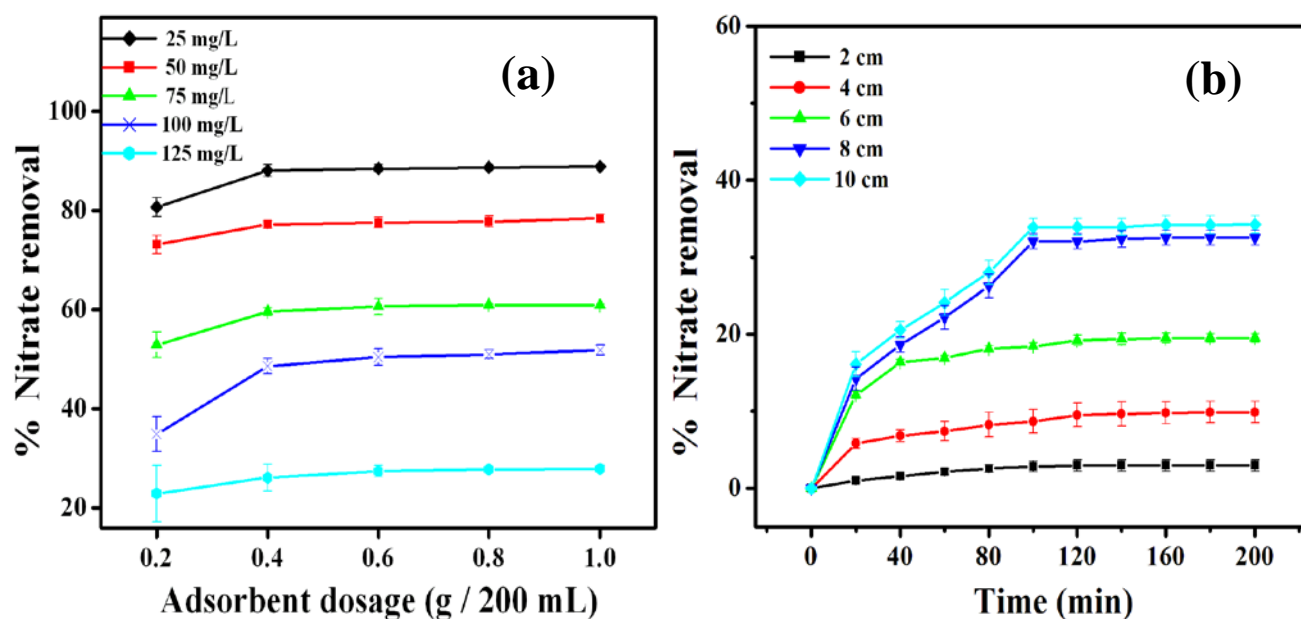 (a)
25 mg/L
50 mg/L
75 mg/L
100 mg/L
125 mg/L
% Nitrate removal
100
80
60
40
20
0.2 0.4 0.6 0.8 1.0
Adsorbent dosage (g / 200 mL)
(b)
2 cm
4 cm
6 cm
8 cm
10 cm
% Nitrate removal
60
40
20
0
0 40 80 120 160 200
Time (min)